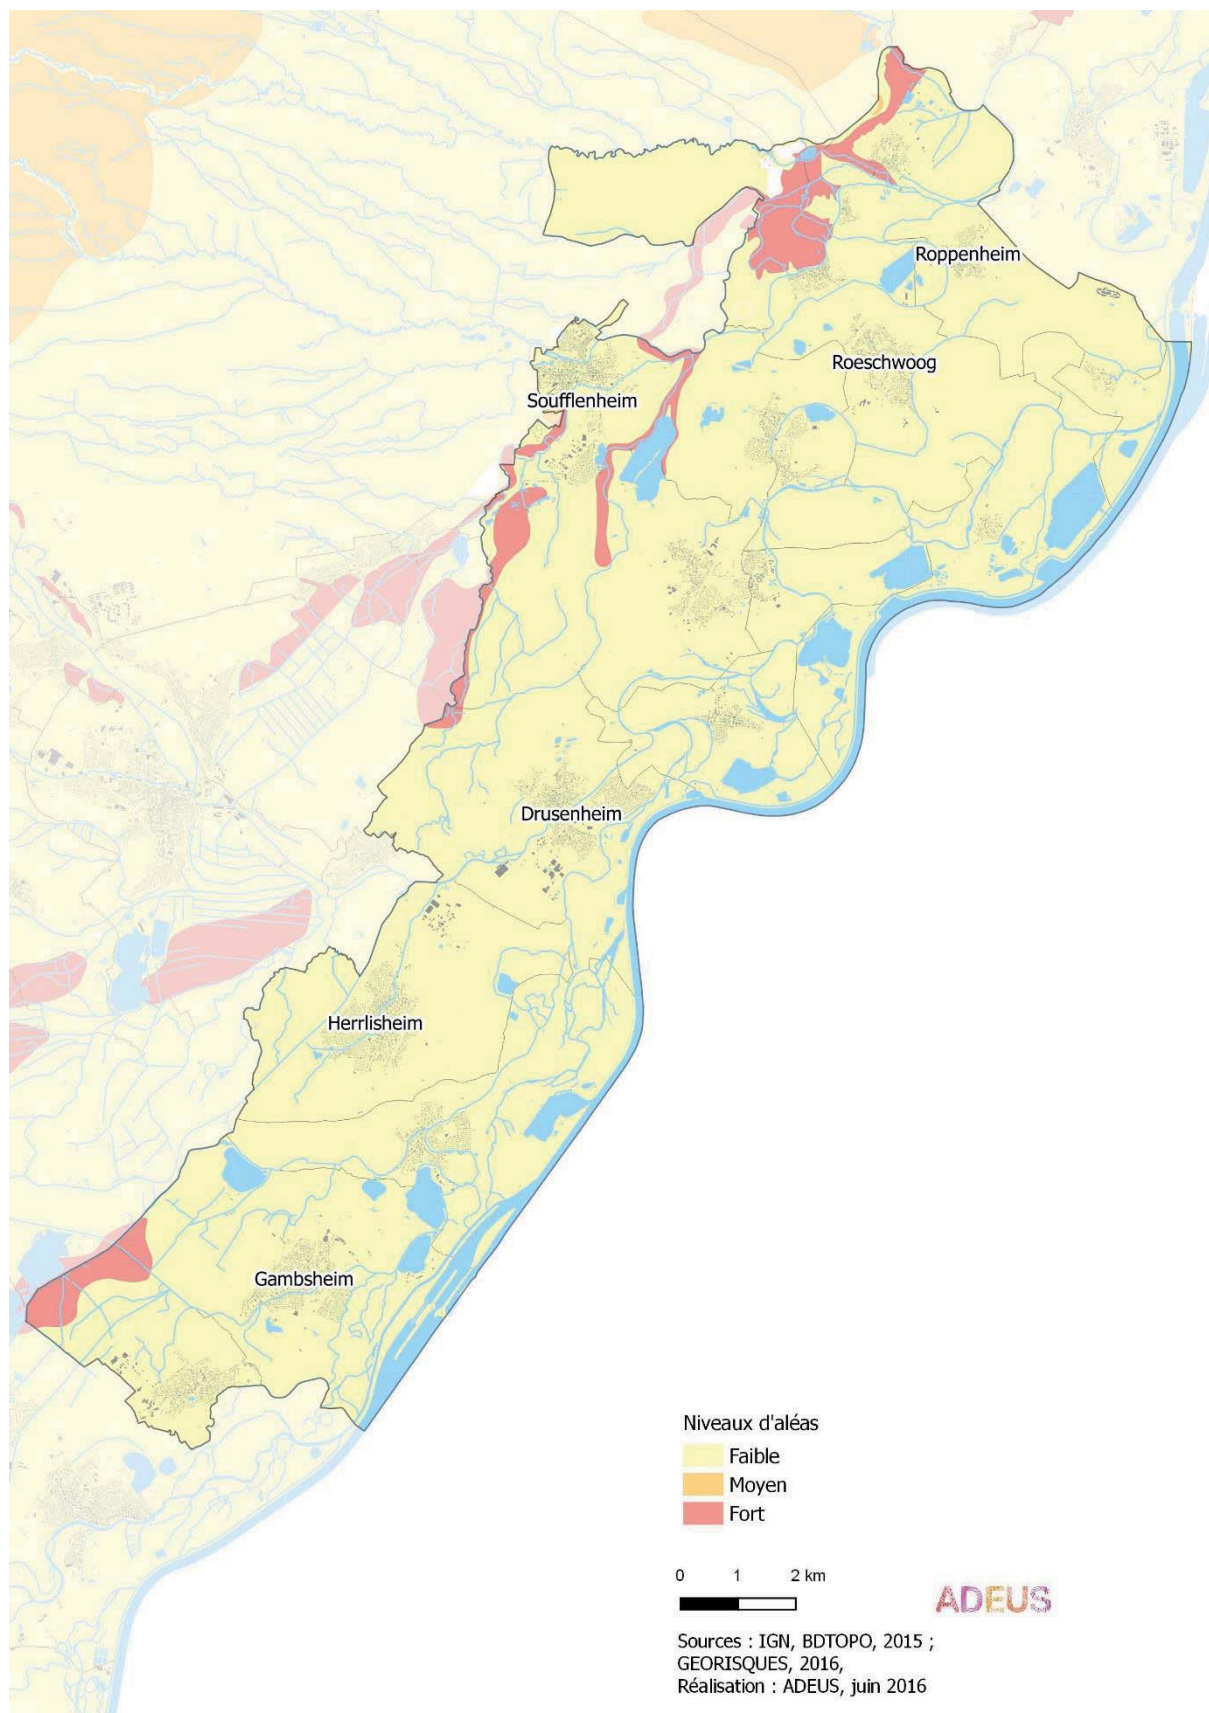 Roppenheim
Roeschwoog
Soufflenheim
Drusenheim
Herrlisheim
Gambsheim
Niveaux d'aléas
Faible
Moyen
Fort
0 1 2 km
ADEUS
Sources : IGN, BDTOPO, 2015 ;
GEORISQUES, 2016,
Réalisation : ADEUS, juin 2016